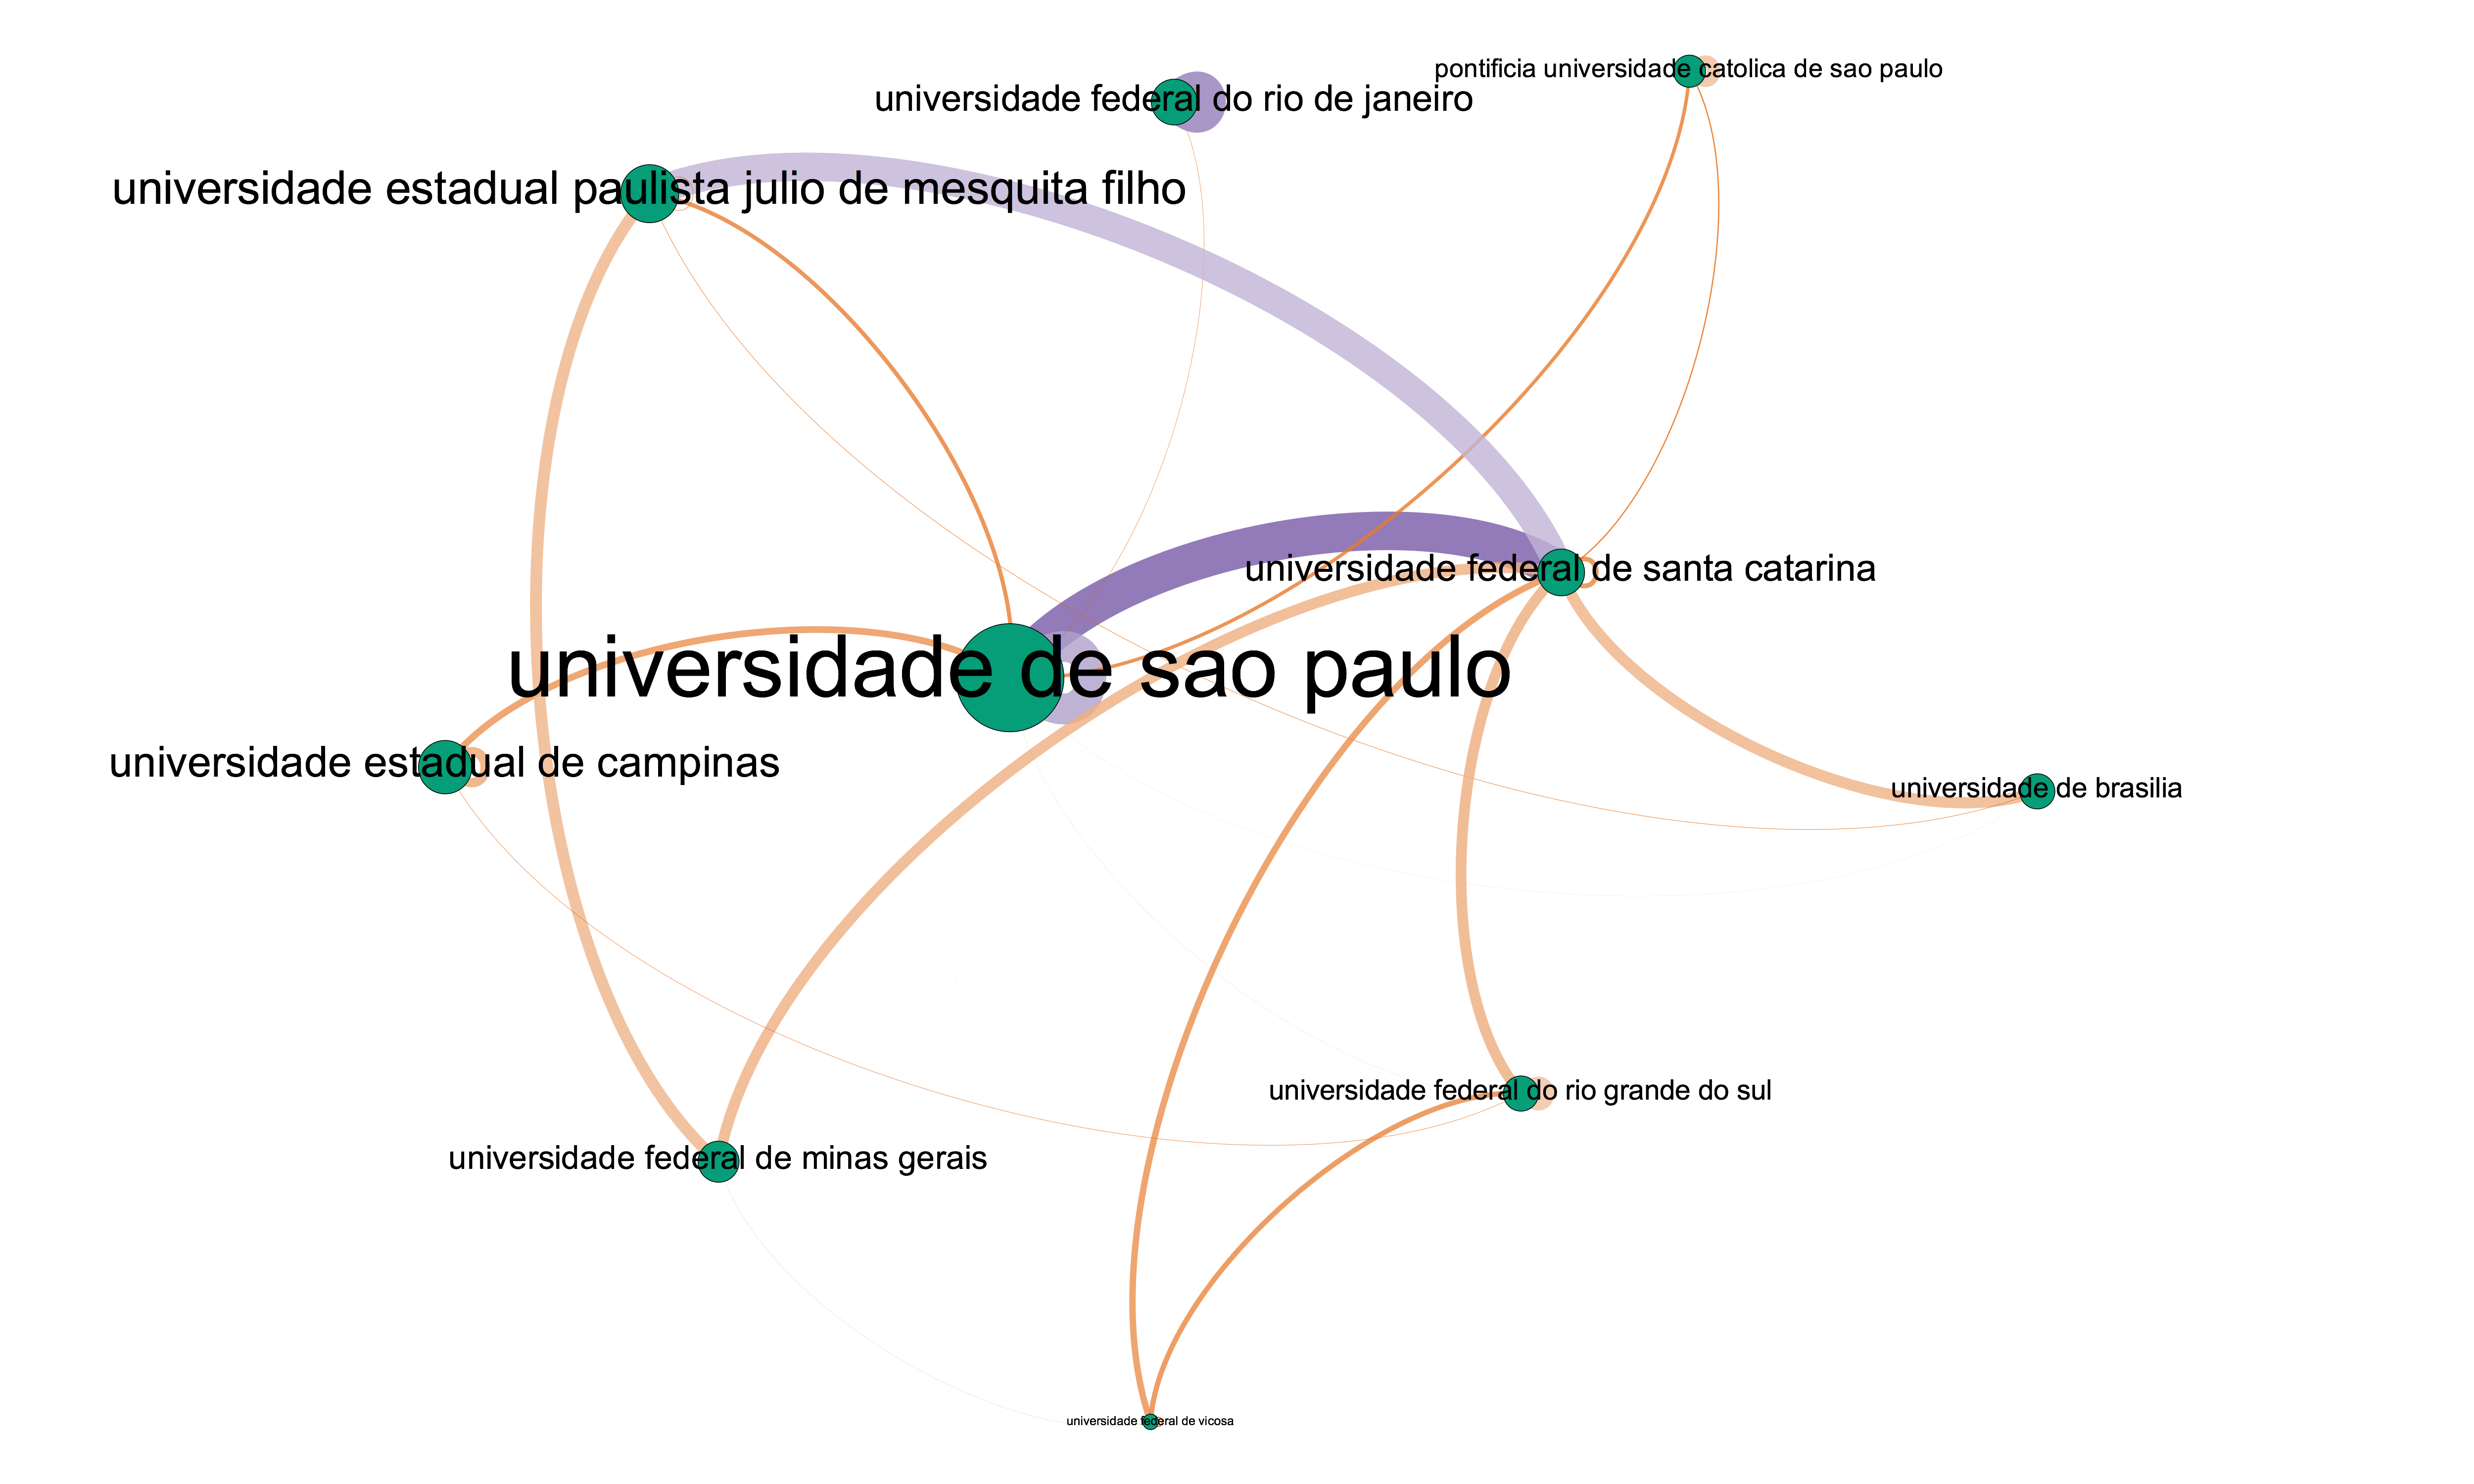 pontificia universidade catolica de sao paulo
universidade federal do rio de janeiro
universidade estadual paulista julio de mesquita filho
universidade federal de santa catarina
universidade de sao paulo
universidade estadual de campinas
universidade de brasilia
universidade federal do rio grande do sul
universidade federal de minas gerais
universidade federal de vicosa